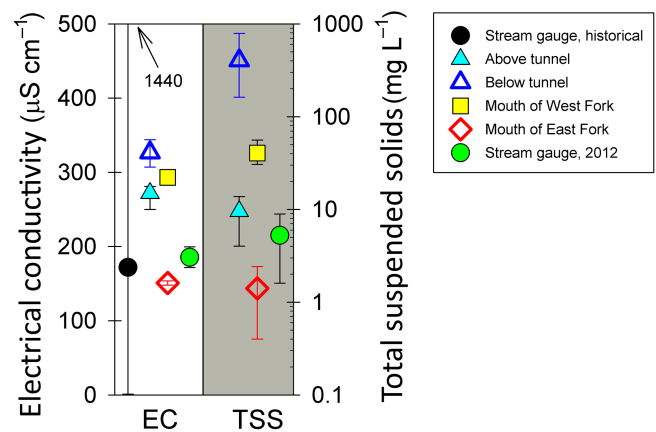 Electrical conductivity (µS cm⁻¹)
500
400
300
200
100
0
1440
EC
TSS
1000
100
10
1
0.1
Total suspended solids (mg L⁻¹)
Stream gauge, historical
Above tunnel
Below tunnel
Mouth of West Fork
Mouth of East Fork
Stream gauge, 2012